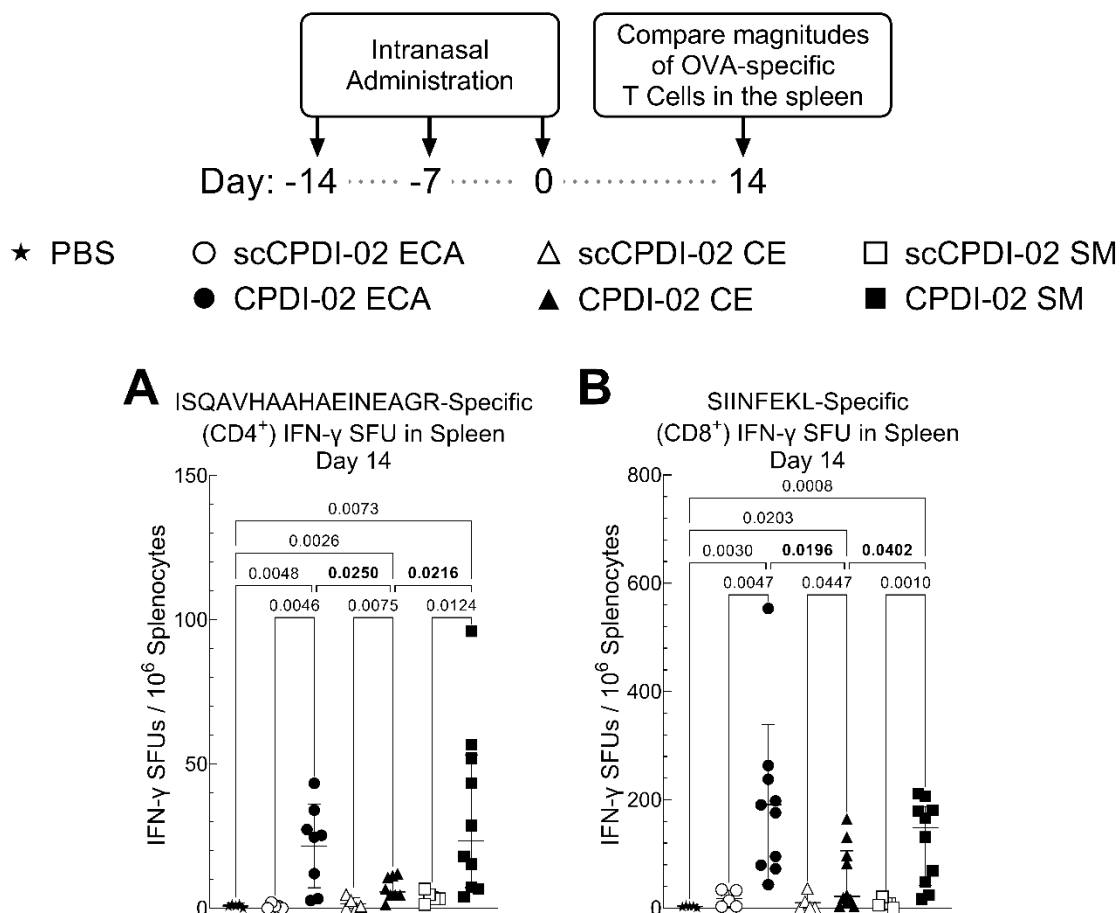 Intranasal
Administration
Compare magnitudes
of OVA-specific
T Cells in the spleen
Day: -14 -7 0 14
★ PBS ○ scCPDI-02 ECA △ scCPDI-02 CE □ scCPDI-02 SM
● CPDI-02 ECA ▲ CPDI-02 CE ■ CPDI-02 SM
A
ISQAVHAAHAEINEAGR-Specific
(CD4⁺) IFN-γ SFU in Spleen
Day 14
IFN-γ SFUs / 10⁶ Splenocytes
150
100
50
0
0.0073
0.0026
0.0048 0.0250 0.0216
0.0046 0.0075 0.0124
B
SIINFEKL-Specific
(CD8⁺) IFN-γ SFU in Spleen
Day 14
IFN-γ SFUs / 10⁶ Splenocytes
800
600
400
200
0
0.0008
0.0203
0.0030 0.0196 0.0402
0.0047 0.0447 0.0010